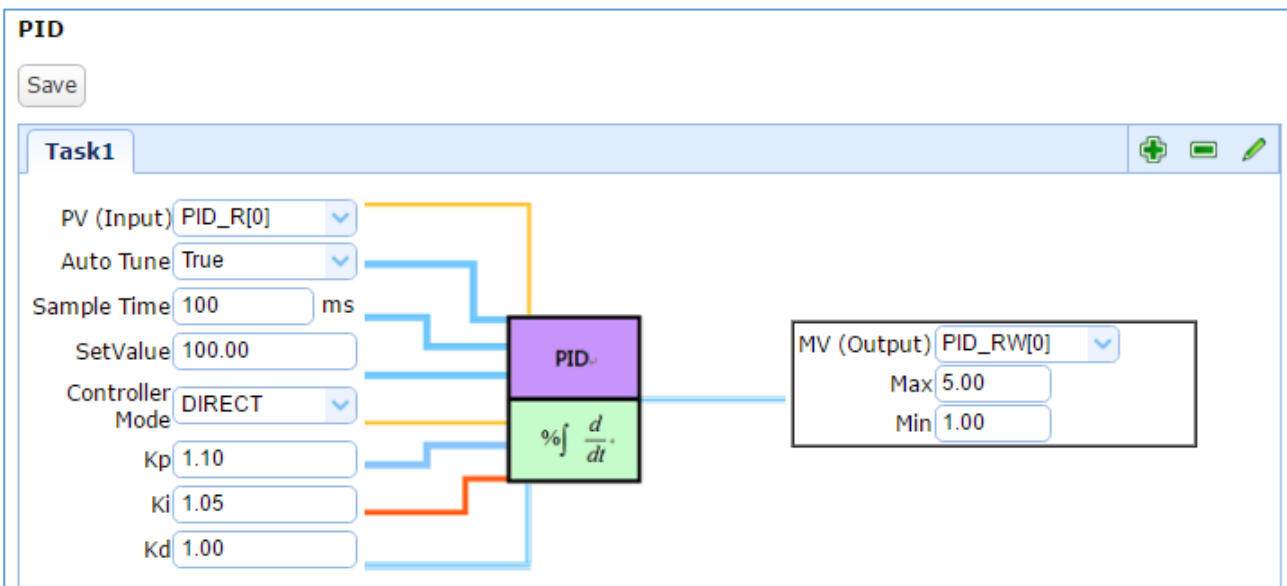 PID
Save
Task1
PV (Input) PID_R[0]
Auto Tune True
Sample Time 100 ms
SetValue 100.00
Controller
Mode DIRECT
Kp 1.10
Ki 1.05
Kd 1.00
PID
%∫ d/dt
MV (Output) PID_RW[0]
Max 5.00
Min 1.00